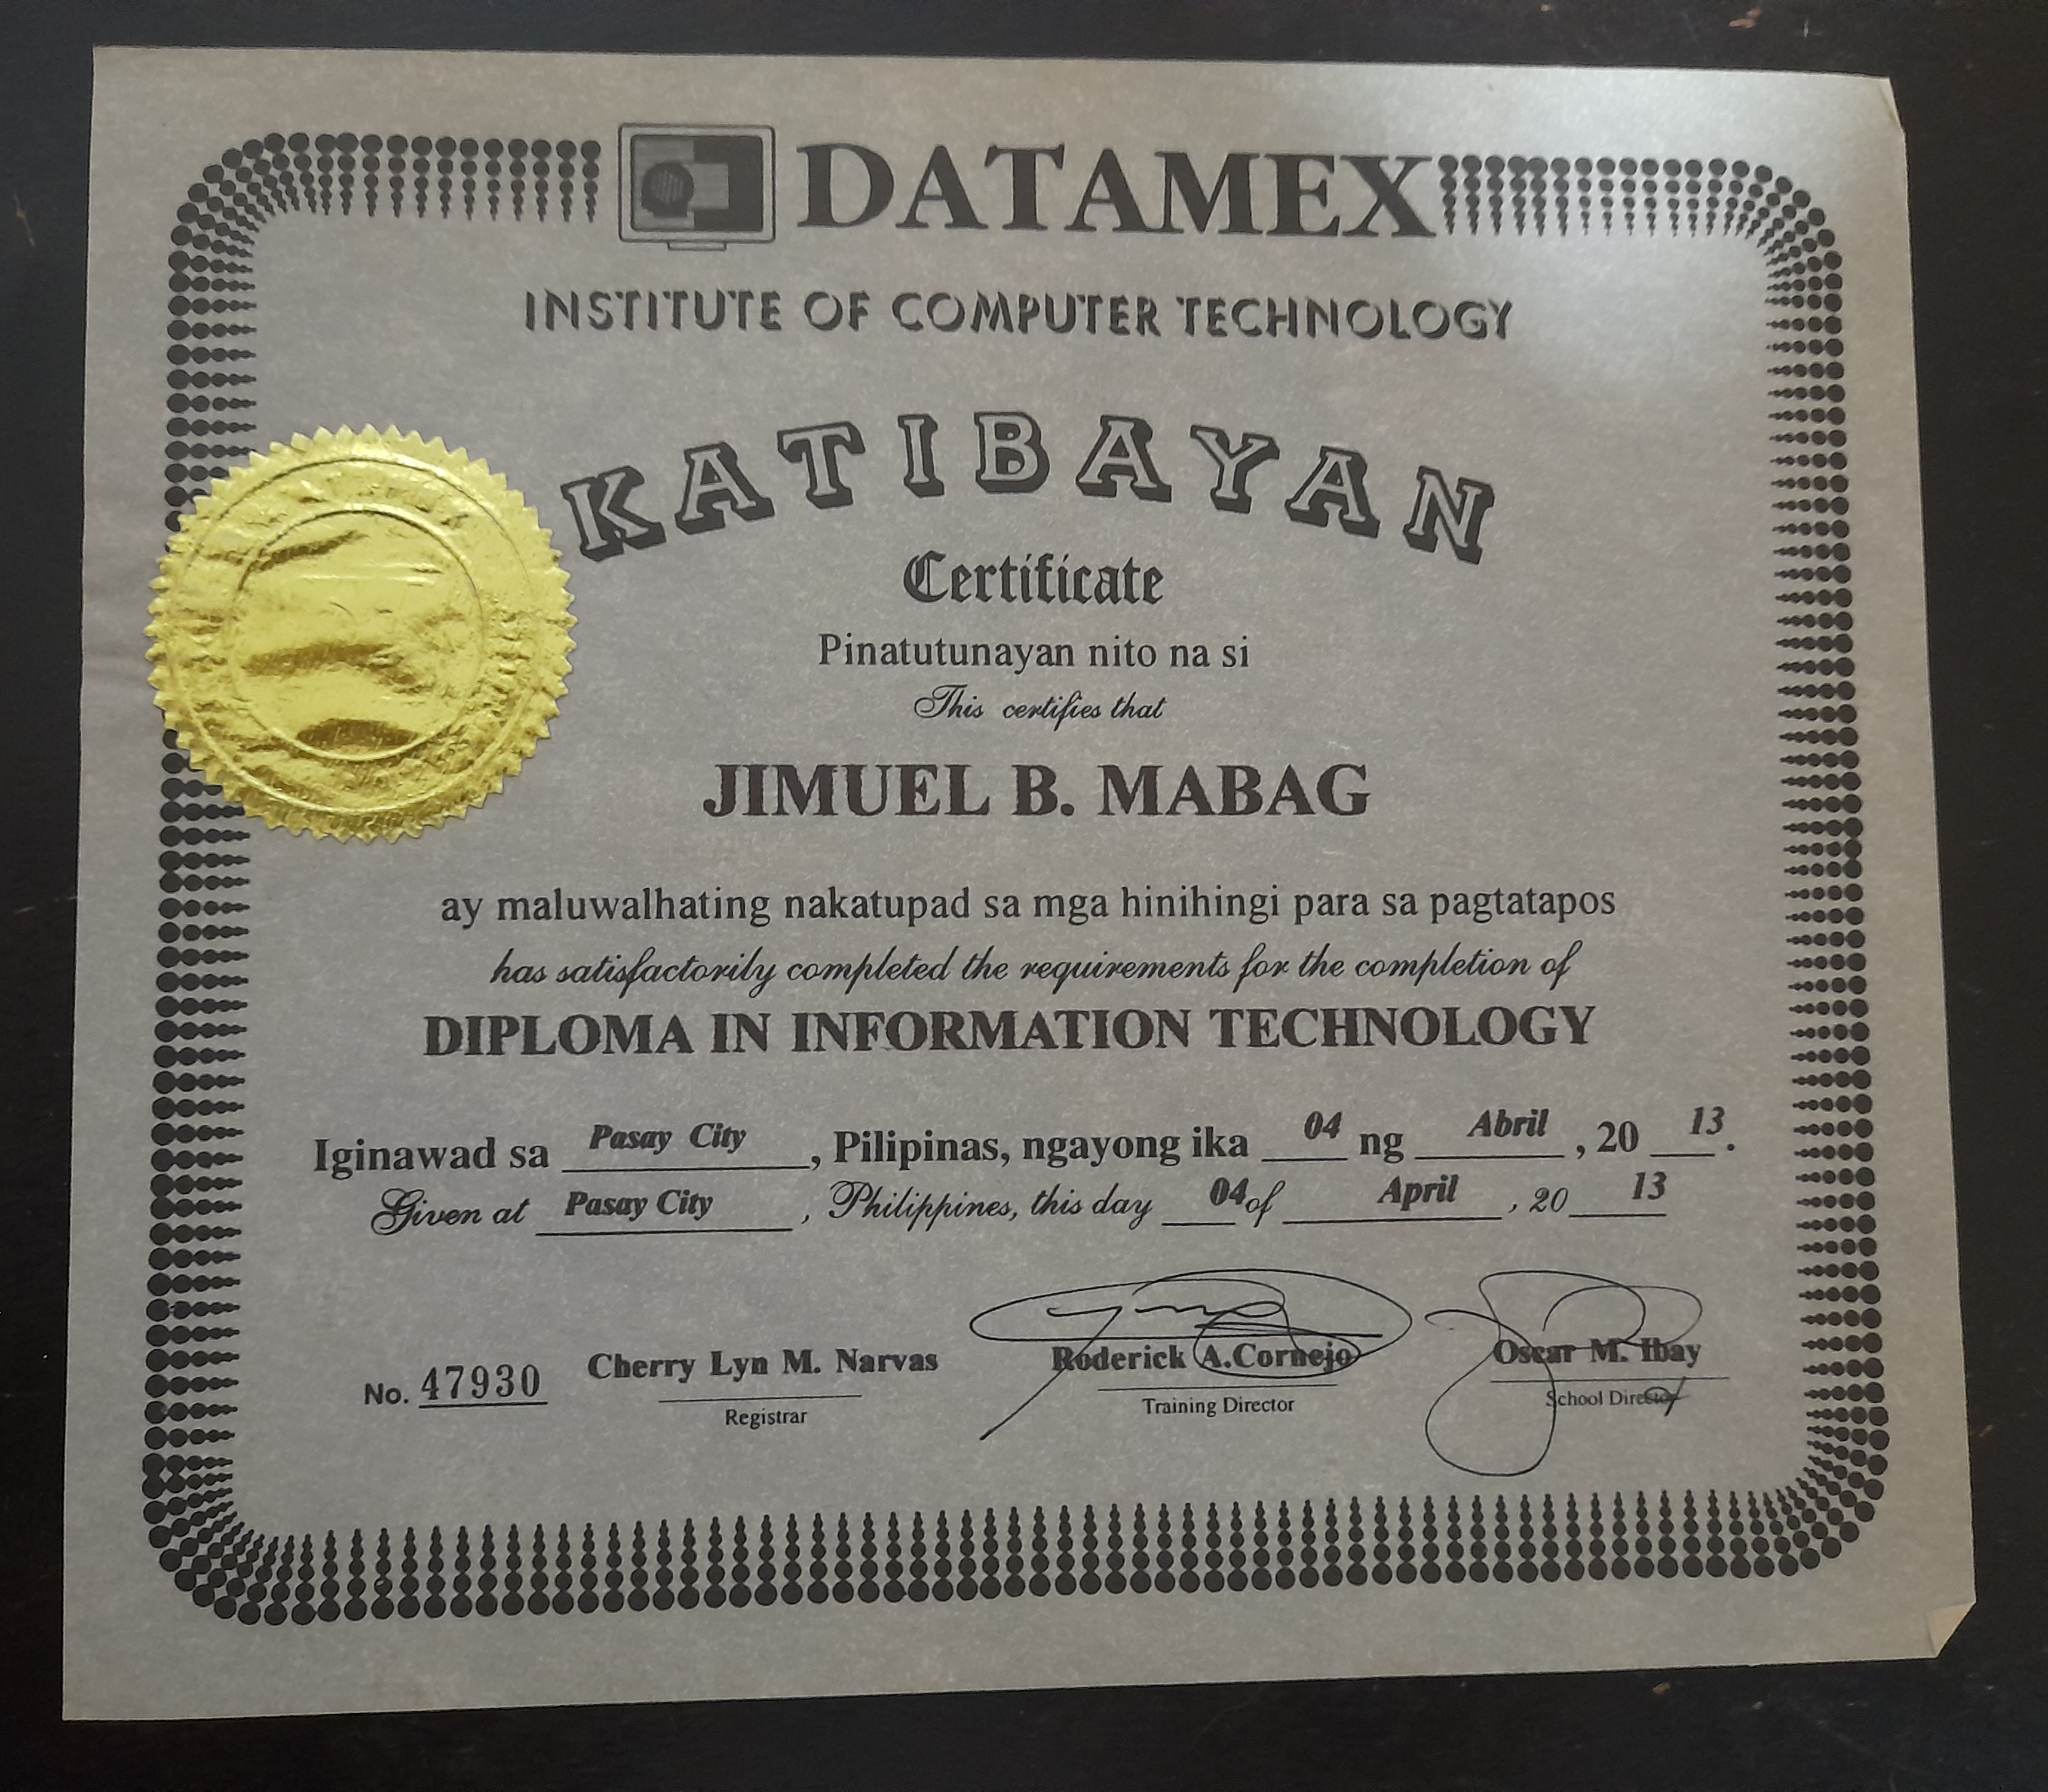 DATAMEX
INSTITUTE OF COMPUTER TECHNOLOGY
KATIBAYAN
Certificate
Pinatutunayan nito na si
This certifies that
JIMUEL B. MABAG
ay maluwalhating nakatupad sa mga hinihingi para sa pagtatapos
has satisfactorily completed the requirements for the completion of
DIPLOMA IN INFORMATION TECHNOLOGY
Iginawad sa Pasay City, Pilipinas, ngayong ika 04 ng Abril, 20 13.
Given at Pasay City, Philippines, this day 04 of April, 20 13
No. 47930
Cherry Lyn M. Narvas
Registrar
Roderick A.Cornejo
Training Director
Oscar M. Ibay
School Director